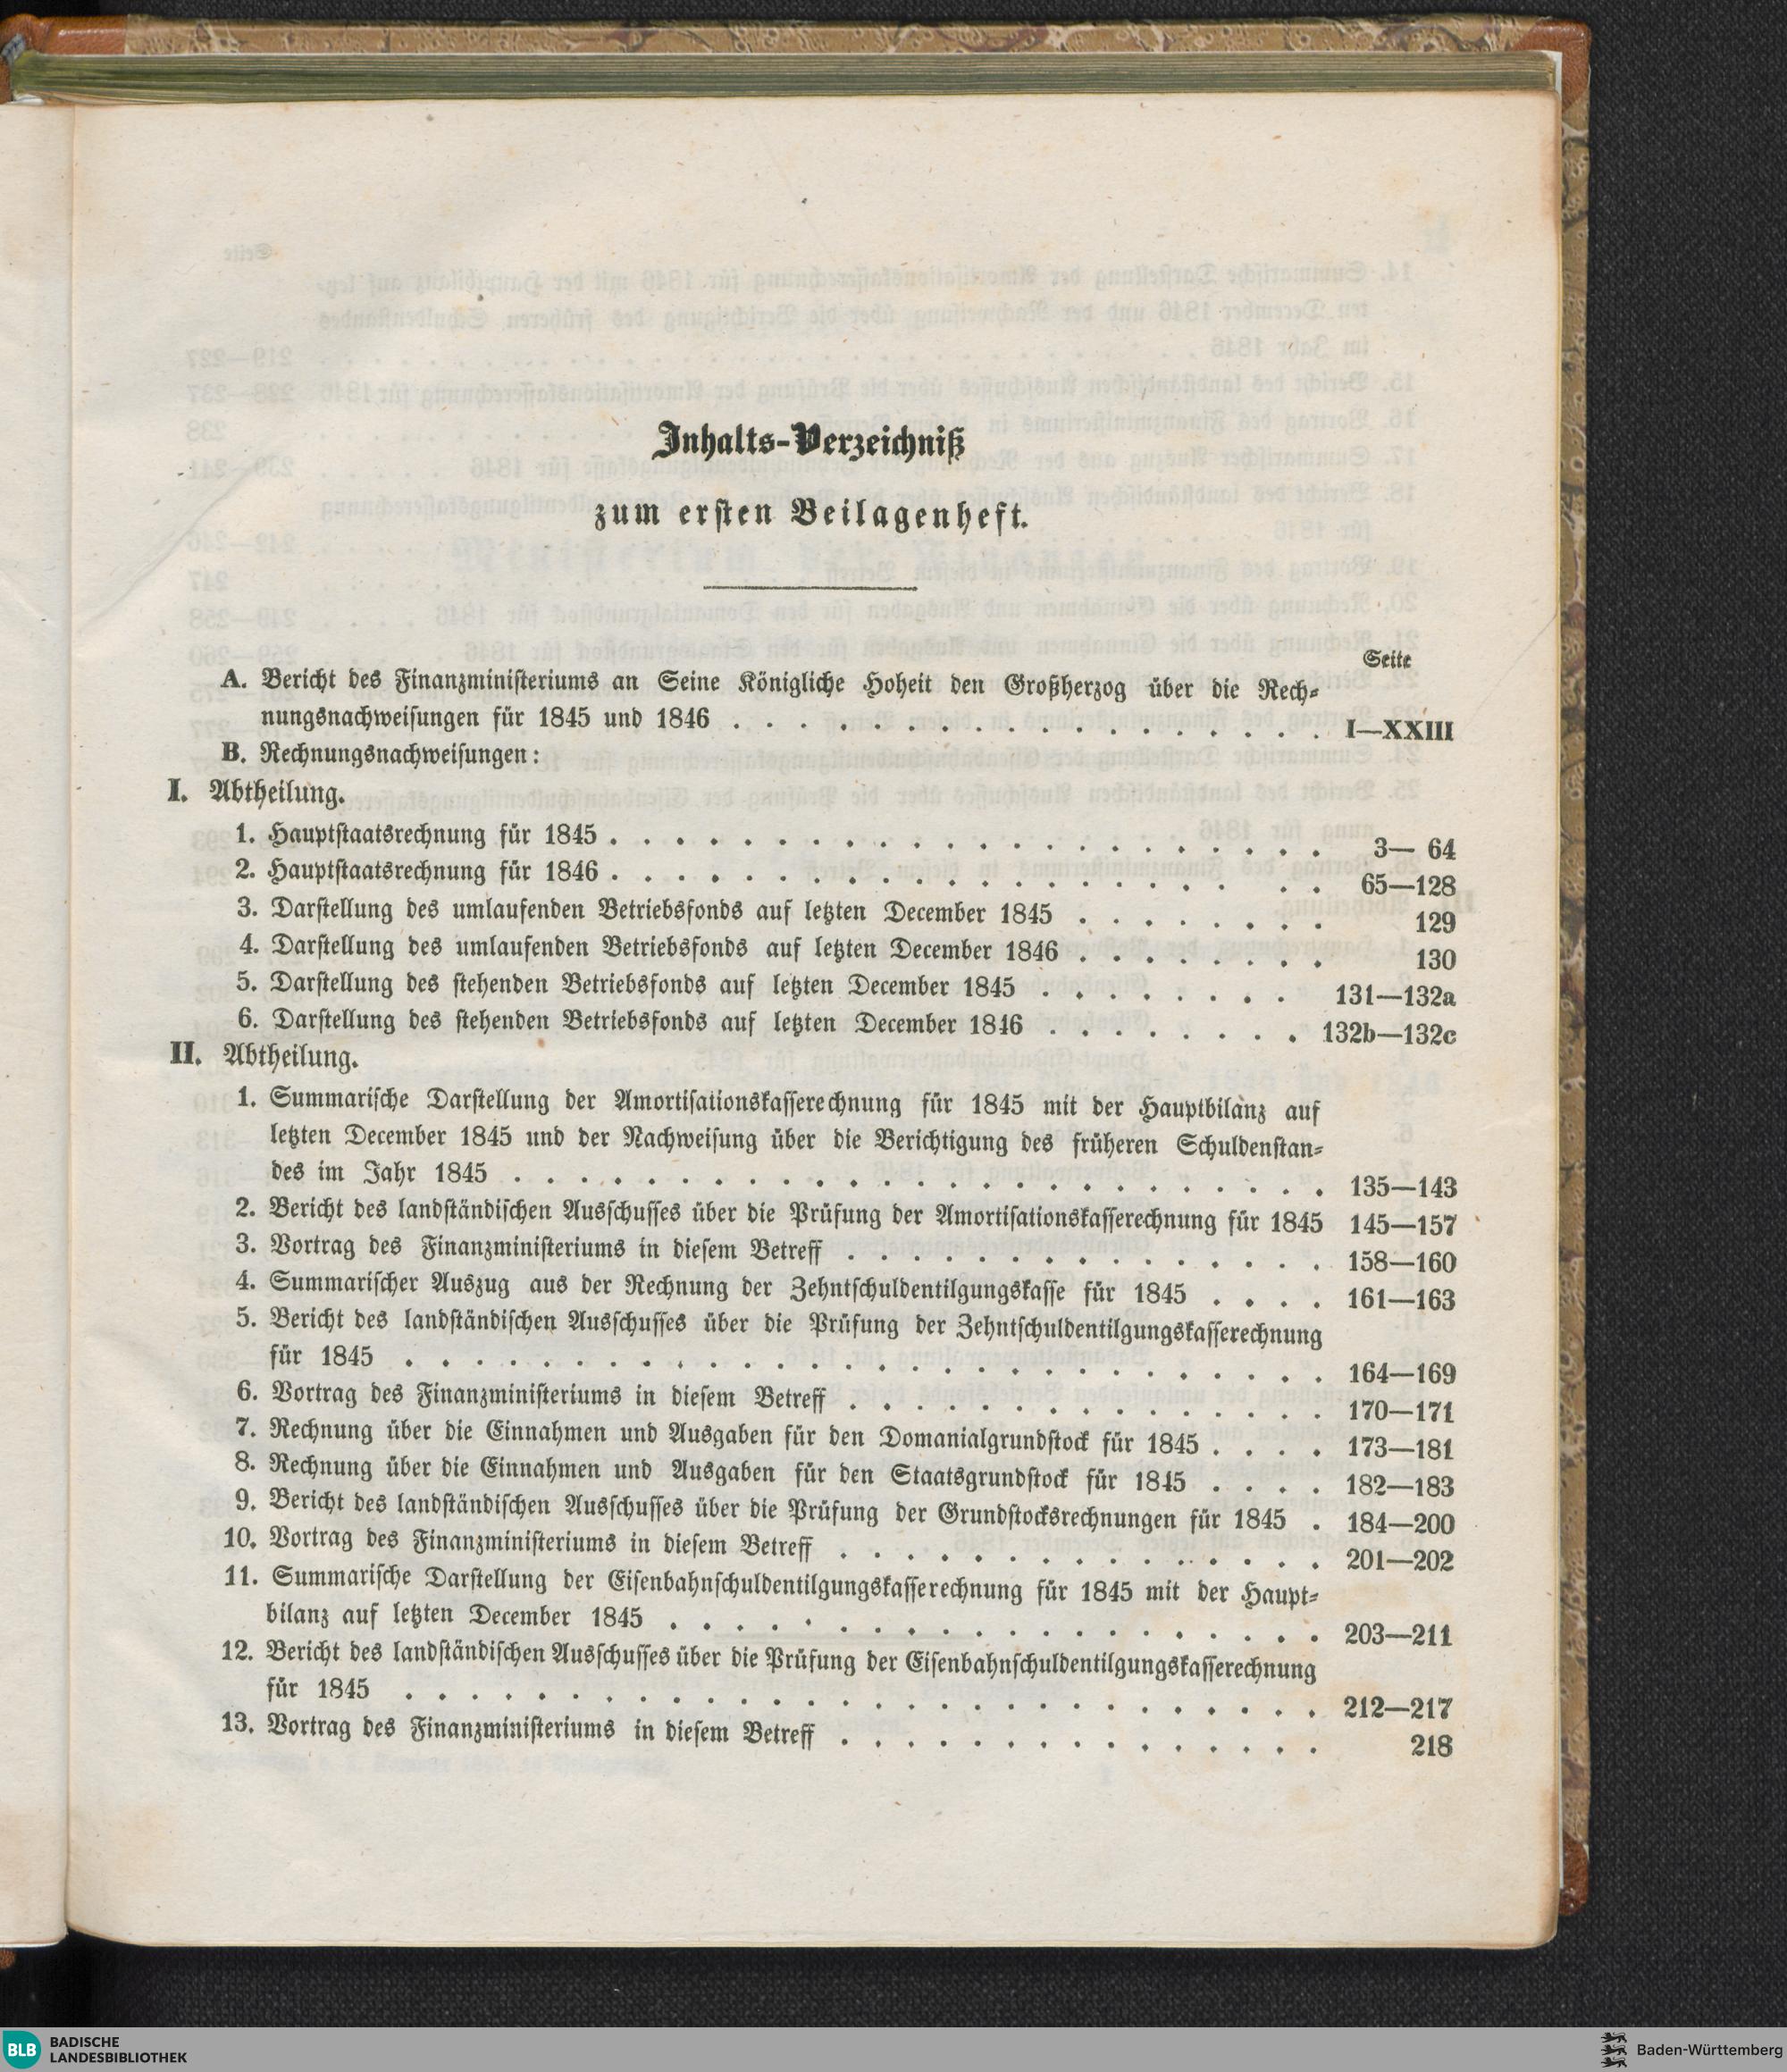 Inhalts-Verzeichniß
zum ersten Beilagenheft.
Seite
A. Bericht des Finanzministeriums an Seine Königliche Hoheit den Großherzog über die Rech-
nungsnachweisungen für 1845 und 1846 . . . . . . . . . . . . . . . . . . I—XXIII
B. Rechnungsnachweisungen:
I. Abtheilung.
1. Hauptstaatsrechnung für 1845 . . . . . . . . . . . . . . . . . . . . . . 3— 64
2. Hauptstaatsrechnung für 1846 . . . . . . . . . . . . . . . . . . . . . 65—128
3. Darstellung des umlaufenden Betriebsfonds auf letzten December 1845 . . . . . . . . 129
4. Darstellung des umlaufenden Betriebsfonds auf letzten December 1846 . . . . . . . . 130
5. Darstellung des stehenden Betriebsfonds auf letzten December 1845 . . . . . . . . 131—132a
6. Darstellung des stehenden Betriebsfonds auf letzten December 1846 . . . . . . . . 132b—132c
II. Abtheilung.
1. Summarische Darstellung der Amortisationskasserechnung für 1845 mit der Hauptbilanz auf
letzten December 1845 und der Nachweisung über die Berichtigung des früheren Schuldenstan-
des im Jahr 1845 . . . . . . . . . . . . . . . . . . . . . . . . . 135—143
2. Bericht des landständischen Ausschusses über die Prüfung der Amortisationskasserechnung für 1845 145—157
3. Vortrag des Finanzministeriums in diesem Betreff . . . . . . . . . . . . . . . 158—160
4. Summarischer Auszug aus der Rechnung der Zehntschuldentilgungskasse für 1845 . . . . 161—163
5. Bericht des landständischen Ausschusses über die Prüfung der Zehntschuldentilgungskasserechnung
für 1845 . . . . . . . . . . . . . . . . . . . . . . . . . . . . 164—169
6. Vortrag des Finanzministeriums in diesem Betreff . . . . . . . . . . . . . . . 170—171
7. Rechnung über die Einnahmen und Ausgaben für den Domanialgrundstock für 1845 . . . . 173—181
8. Rechnung über die Einnahmen und Ausgaben für den Staatsgrundstock für 1845 . . . . 182—183
9. Bericht des landständischen Ausschusses über die Prüfung der Grundstocksrechnungen für 1845 . 184—200
10. Vortrag des Finanzministeriums in diesem Betreff . . . . . . . . . . . . . . . 201—202
11. Summarische Darstellung der Eisenbahnschuldentilgungskasserechnung für 1845 mit der Haupt-
bilanz auf letzten December 1845 . . . . . . . . . . . . . . . . . . . . 203—211
12. Bericht des landständischen Ausschusses über die Prüfung der Eisenbahnschuldentilgungskasserechnung
für 1845 . . . . . . . . . . . . . . . . . . . . . . . . . . . . 212—217
13. Vortrag des Finanzministeriums in diesem Betreff . . . . . . . . . . . . . . . 218
BLB BADISCHE
LANDESBIBLIOTHEK
Baden-Württemberg